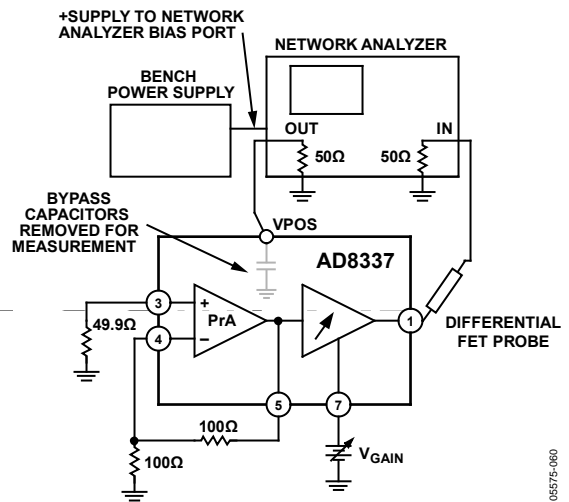 +SUPPLY TO NETWORK
ANALYZER BIAS PORT
NETWORK ANALYZER
BENCH
POWER SUPPLY
OUT
IN
50Ω
50Ω
BYPASS
CAPACITORS
REMOVED FOR
MEASUREMENT
VPOS
AD8337
3
+
PrA
49.9Ω
4
−
1
DIFFERENTIAL
FET PROBE
5
7
100Ω
100Ω
VGAIN
05575-060